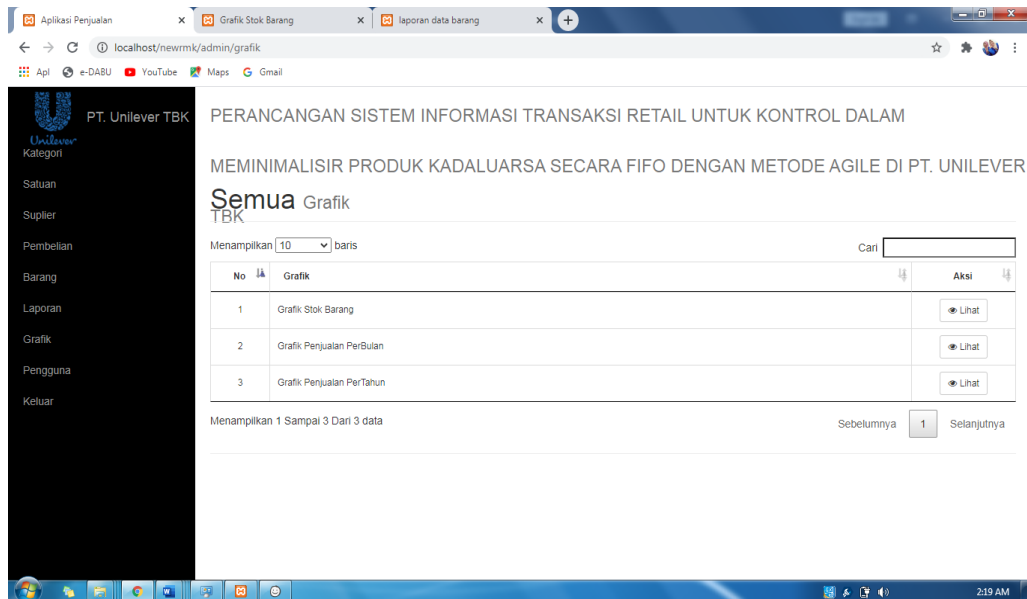 Aplikasi Penjualan
Grafik Stok Barang
laporan data barang
localhost/newrmk/admin/grafik
Apl
e-DABU
YouTube
Maps
Gmail
Unilever
PT. Unilever TBK
Kategori
Satuan
Suplier
Pembelian
Barang
Laporan
Grafik
Pengguna
Keluar
PERANCANGAN SISTEM INFORMASI TRANSAKSI RETAIL UNTUK KONTROL DALAM
MEMINIMALISIR PRODUK KADALUARSA SECARA FIFO DENGAN METODE AGILE DI PT. UNILEVER
TBK
Semua Grafik
Menampilkan 10 baris
Cari
No Grafik Aksi
1 Grafik Stok Barang Lihat
2 Grafik Penjualan PerBulan Lihat
3 Grafik Penjualan PerTahun Lihat
Menampilkan 1 Sampai 3 Dari 3 data
Sebelumnya 1 Selanjutnya
2:19 AM